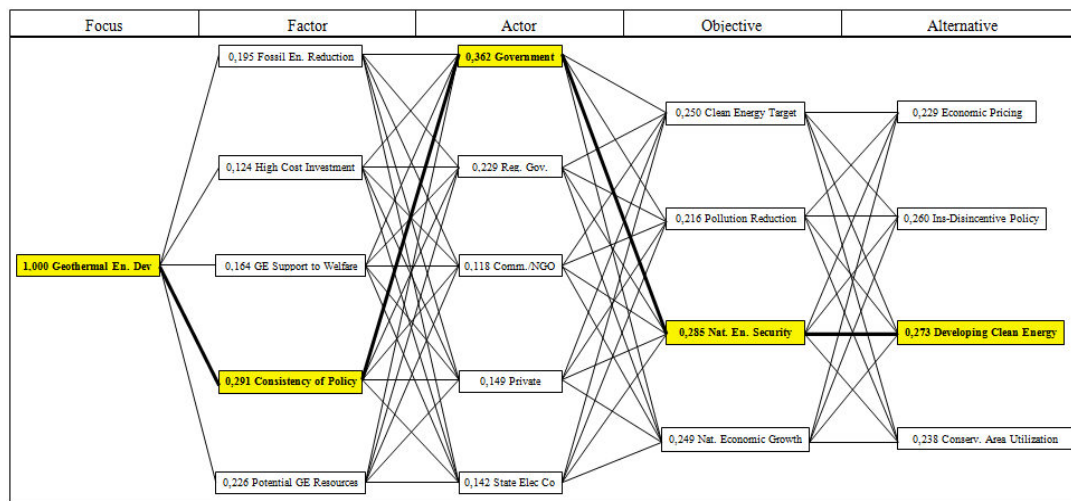 Focus
Factor
Actor
Objective
Alternative
0,195 Fossil En. Reduction
0,362 Government
0,250 Clean Energy Target
0,229 Economic Pricing
0,124 High Cost Investment
0,229 Reg. Gov.
0,216 Pollution Reduction
0,260 Ins-Disincentive Policy
1,000 Geothermal En. Dev
0,164 GE Support to Welfare
0,118 Comm./NGO
0,285 Nat. En. Security
0,273 Developing Clean Energy
0,291 Consistency of Policy
0,149 Private
0,249 Nat. Economic Growth
0,238 Conserv. Area Utilization
0,226 Potential GE Resources
0,142 State Elec Co